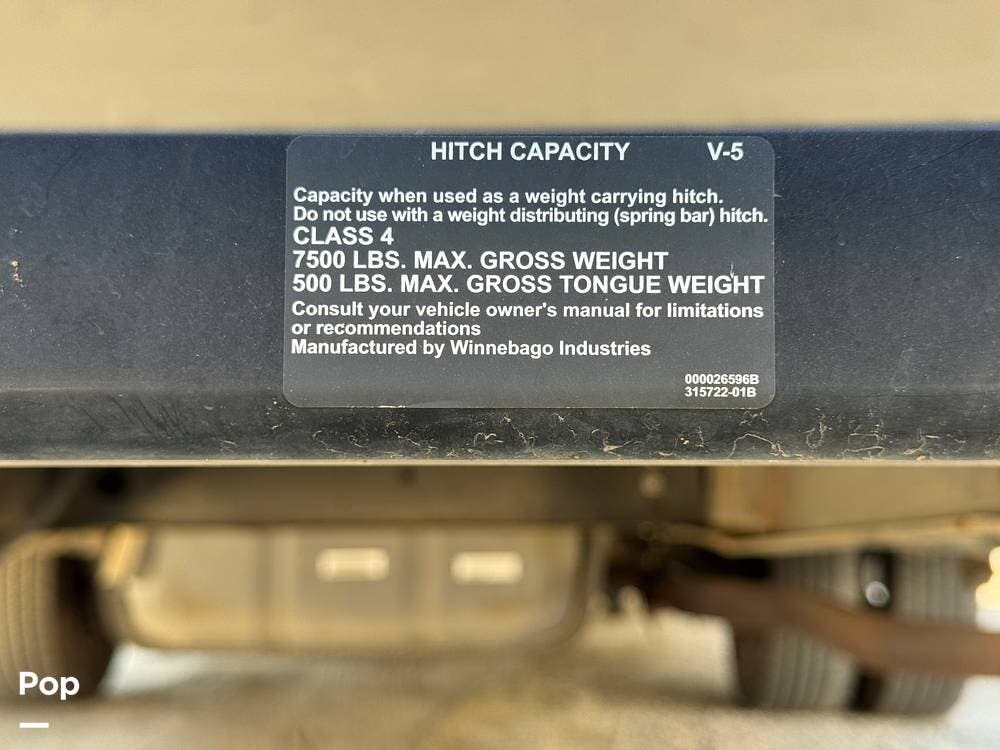 HITCH CAPACITY V-5
Capacity when used as a weight carrying hitch.
Do not use with a weight distributing (spring bar) hitch.
CLASS 4
7500 LBS. MAX. GROSS WEIGHT
500 LBS. MAX. GROSS TONGUE WEIGHT
Consult your vehicle owner's manual for limitations
or recommendations
Manufactured by Winnebago Industries
000026596B
315722-01B
Pop